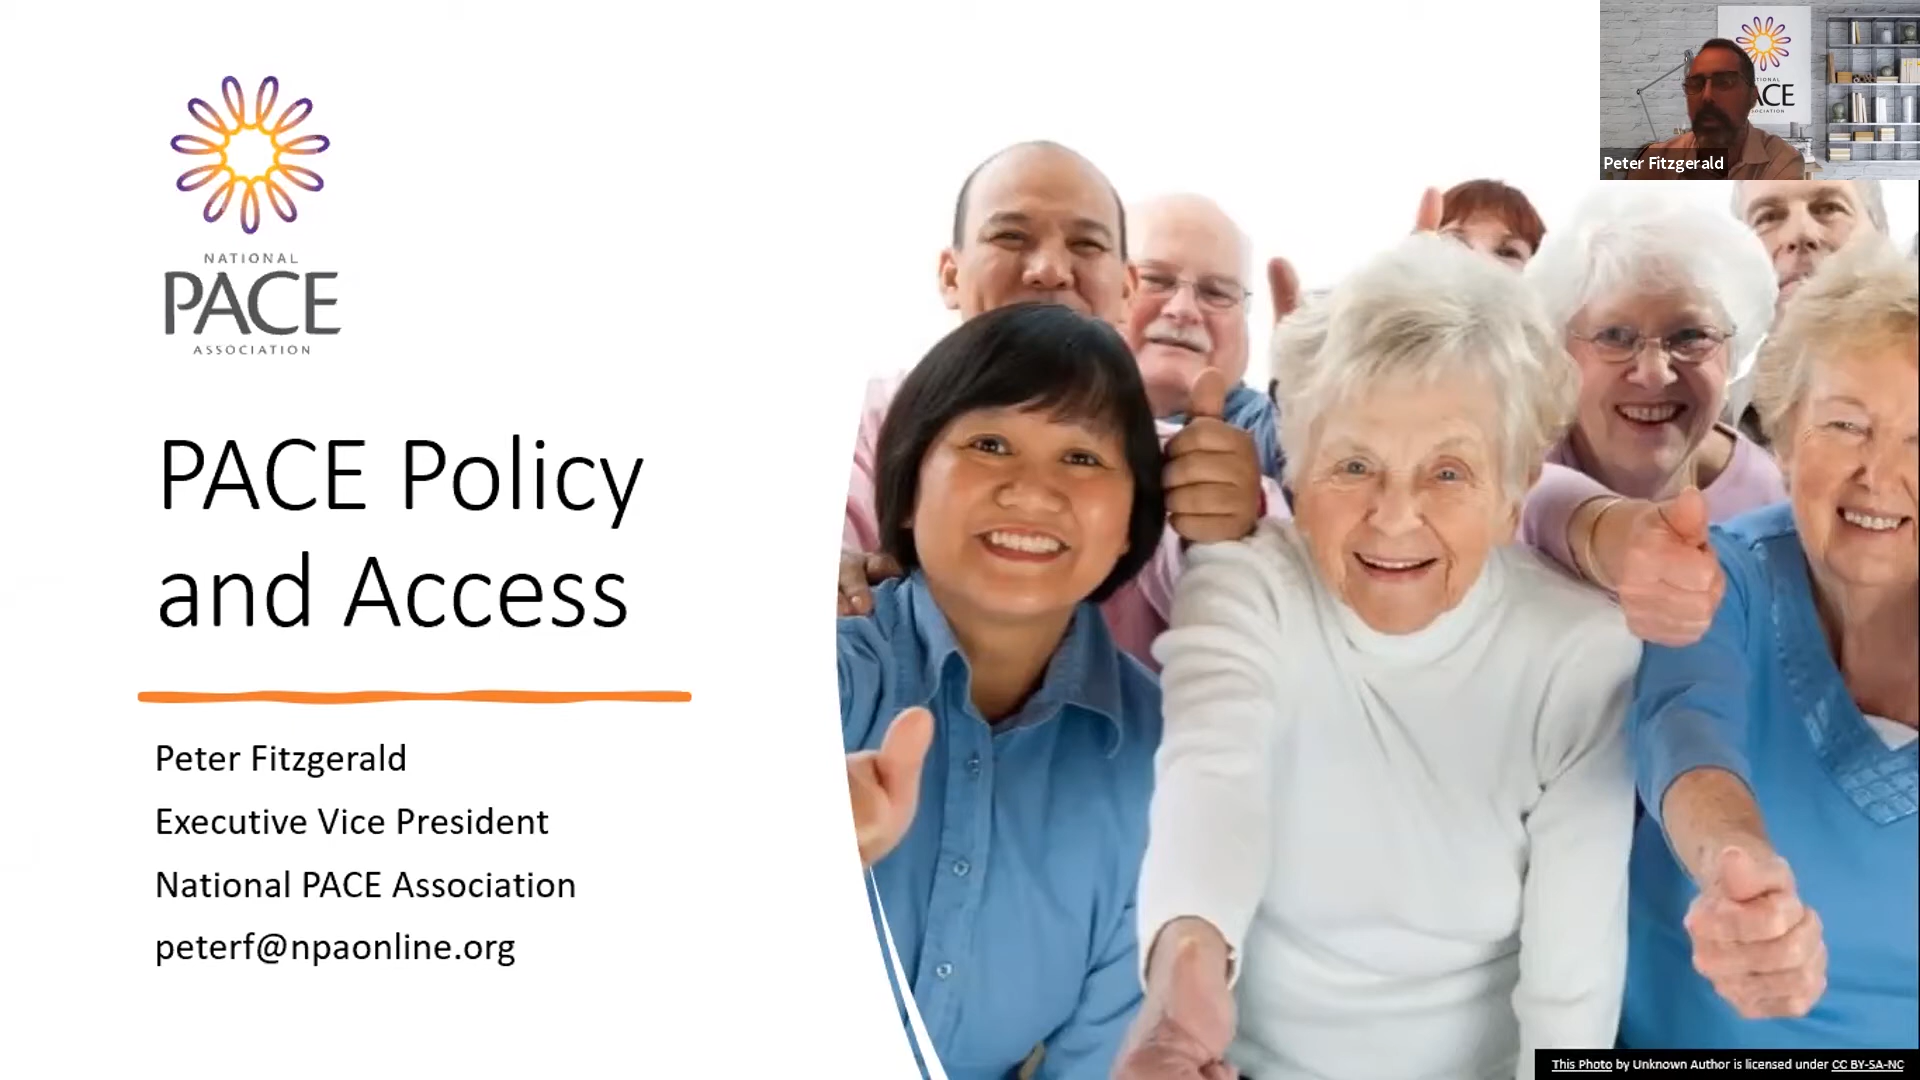 NATIONAL
PACE
ASSOCIATION
PACE Policy
and Access
Peter Fitzgerald
Executive Vice President
National PACE Association
peterf@npaonline.org
Peter Fitzgerald
This Photo by Unknown Author is licensed under CC BY-SA-NC